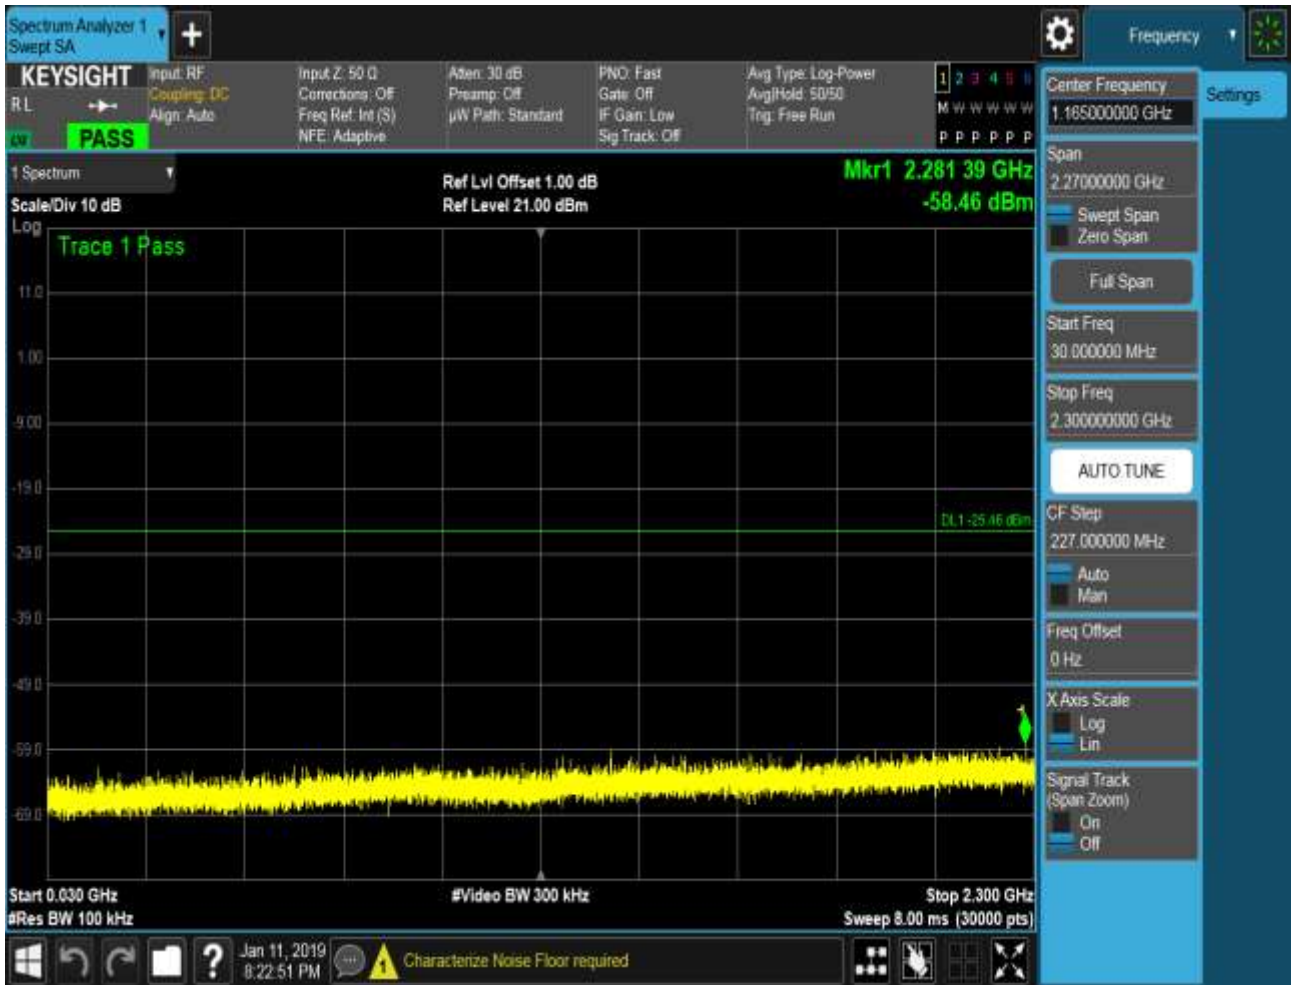 Spectrum Analyzer 1
Swept SA
Frequency
KEYSIGHT
RL
PASS
Input: RF
Coupling: DC
Align: Auto
Input Z: 50 Ω
Corrections: Off
Freq Ref: Int (S)
NFE: Adaptive
Atten: 30 dB
Preamp: Off
µW Path: Standard
PNO: Fast
Gate: Off
IF Gain: Low
Sig Track: Off
Avg Type: Log-Power
Avg|Hold: 50/50
Trig: Free Run
1 2 3 4 5 6
M W W W W W
P P P P P P
1 Spectrum
Scale/Div 10 dB
Log
Ref Lvl Offset 1.00 dB
Ref Level 21.00 dBm
Mkr1 2.281 39 GHz
-58.46 dBm
Trace 1 Pass
11.0
1.00
-9.00
-19.0
DL1 -25.46 dBm
-29.0
-39.0
-49.0
1
-59.0
-69.0
Start 0.030 GHz
#Res BW 100 kHz
#Video BW 300 kHz
Stop 2.300 GHz
Sweep 8.00 ms (30000 pts)
Jan 11, 2019
8:22:51 PM
Characterize Noise Floor required
Center Frequency
1.165000000 GHz
Settings
Span
2.27000000 GHz
Swept Span
Zero Span
Full Span
Start Freq
30.000000 MHz
Stop Freq
2.300000000 GHz
AUTO TUNE
CF Step
227.000000 MHz
Auto
Man
Freq Offset
0 Hz
X Axis Scale
Log
Lin
Signal Track
(Span Zoom)
On
Off